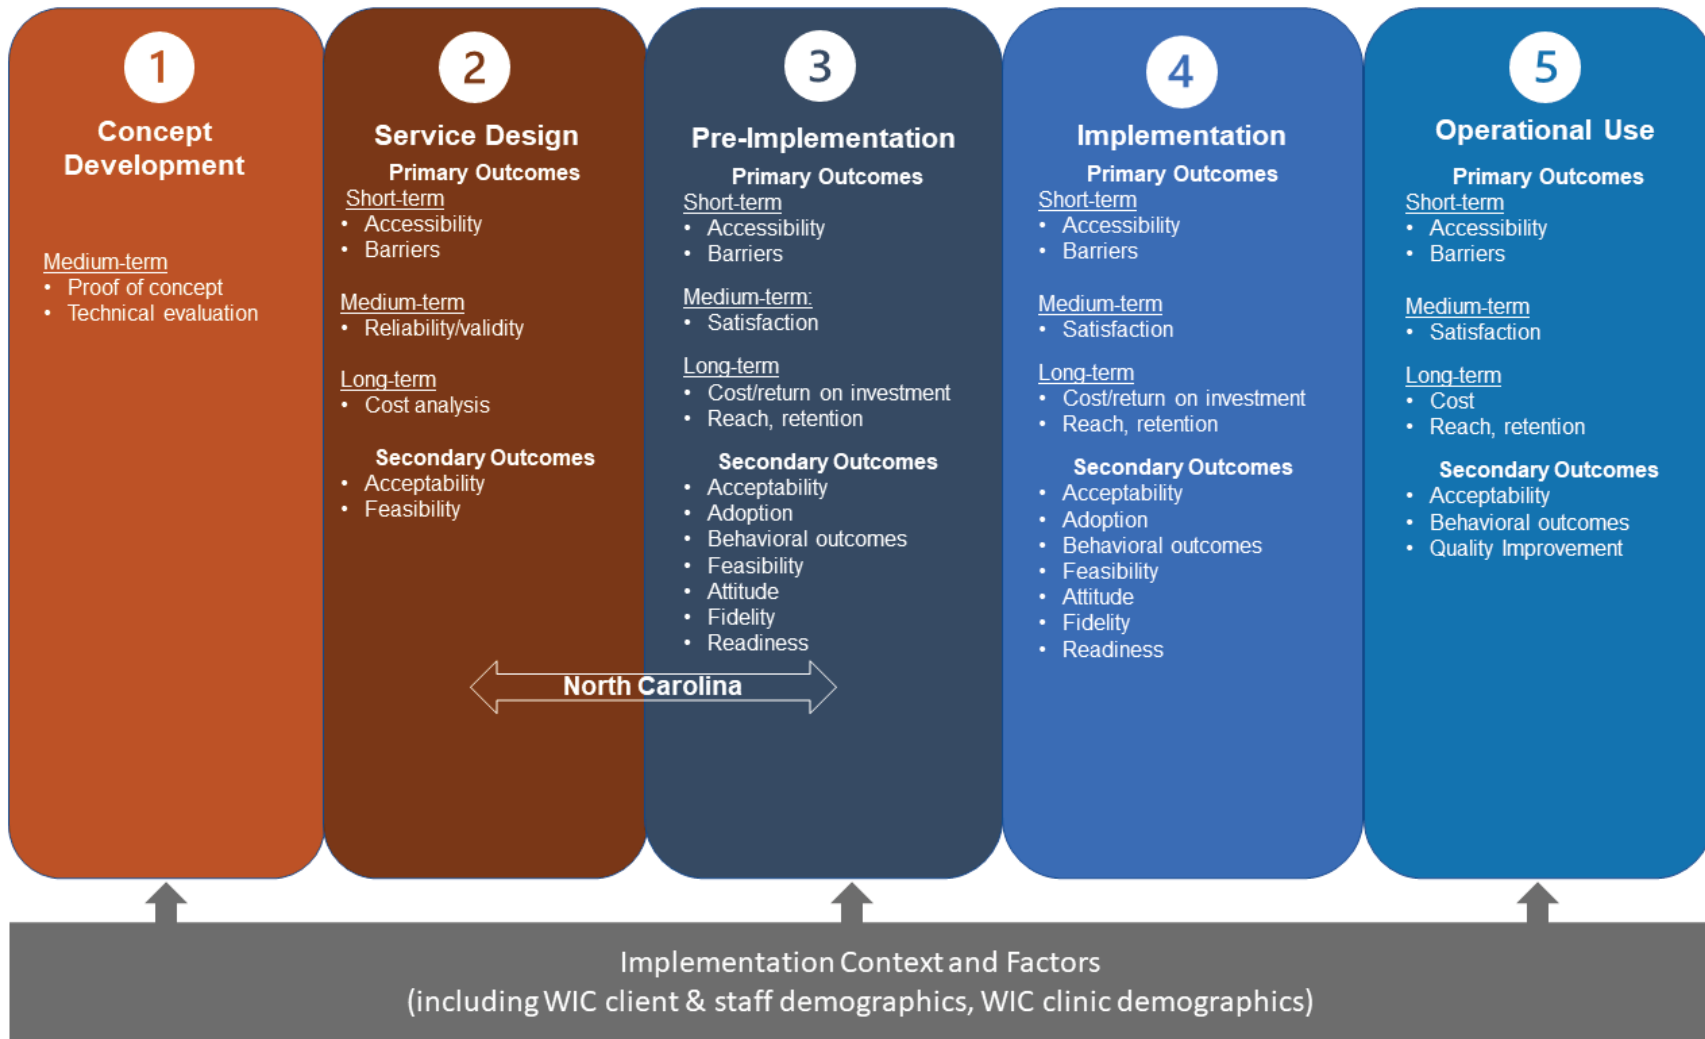 1
Concept
Development
Medium-term
• Proof of concept
• Technical evaluation
2
Service Design
Primary Outcomes
Short-term
• Accessibility
• Barriers
Medium-term
• Reliability/validity
Long-term
• Cost analysis
Secondary Outcomes
• Acceptability
• Feasibility
3
Pre-Implementation
Primary Outcomes
Short-term
• Accessibility
• Barriers
Medium-term:
• Satisfaction
Long-term
• Cost/return on investment
• Reach, retention
Secondary Outcomes
• Acceptability
• Adoption
• Behavioral outcomes
• Feasibility
• Attitude
• Fidelity
• Readiness
North Carolina
4
Implementation
Primary Outcomes
Short-term
• Accessibility
• Barriers
Medium-term
• Satisfaction
Long-term
• Cost/return on investment
• Reach, retention
Secondary Outcomes
• Acceptability
• Adoption
• Behavioral outcomes
• Feasibility
• Attitude
• Fidelity
• Readiness
5
Operational Use
Primary Outcomes
Short-term
• Accessibility
• Barriers
Medium-term
• Satisfaction
Long-term
• Cost
• Reach, retention
Secondary Outcomes
• Acceptability
• Behavioral outcomes
• Quality Improvement
Implementation Context and Factors
(including WIC client & staff demographics, WIC clinic demographics)